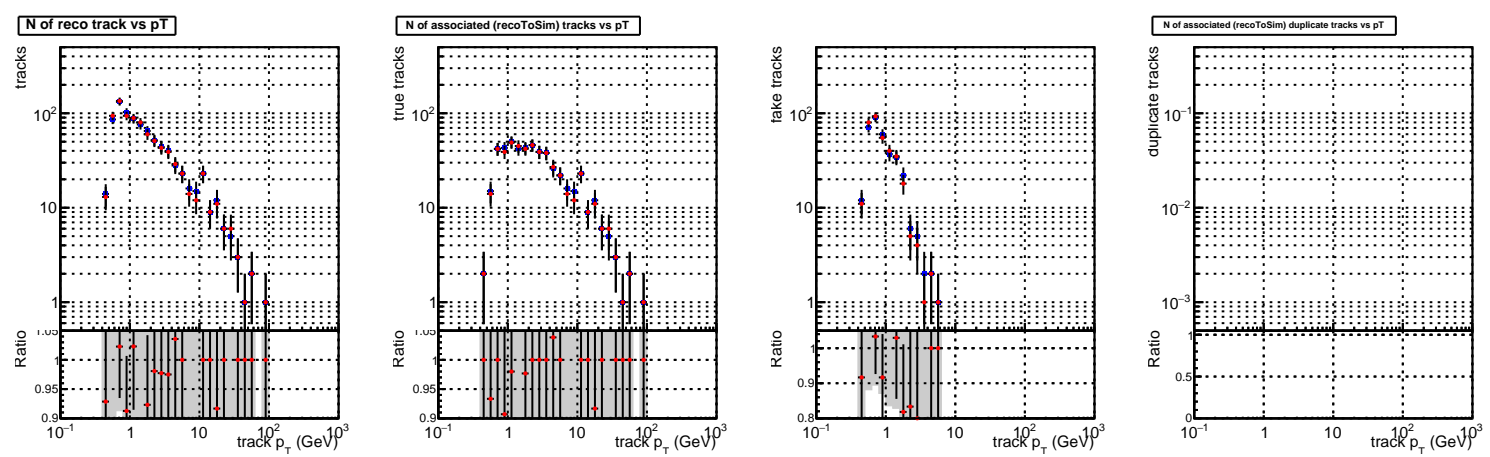 N of reco track vs pT
tracks
10²
10
1
Ratio
1.05
1
0.95
0.9
10⁻¹ 1 10 10² 10³
track p_T (GeV)
N of associated (recoToSim) tracks vs pT
true tracks
10²
10
1
Ratio
1.05
1
0.95
0.9
10⁻¹ 1 10 10² 10³
track p_T (GeV)
fake tracks
10²
10
1
Ratio
1
0.9
0.8
10⁻¹ 1 10 10² 10³
track p_T (GeV)
N of associated (recoToSim) duplicate tracks vs pT
duplicate tracks
10⁻¹
10⁻²
10⁻³
Ratio
1
0.5
0
10⁻¹ 1 10 10² 10³
track p_T (GeV)